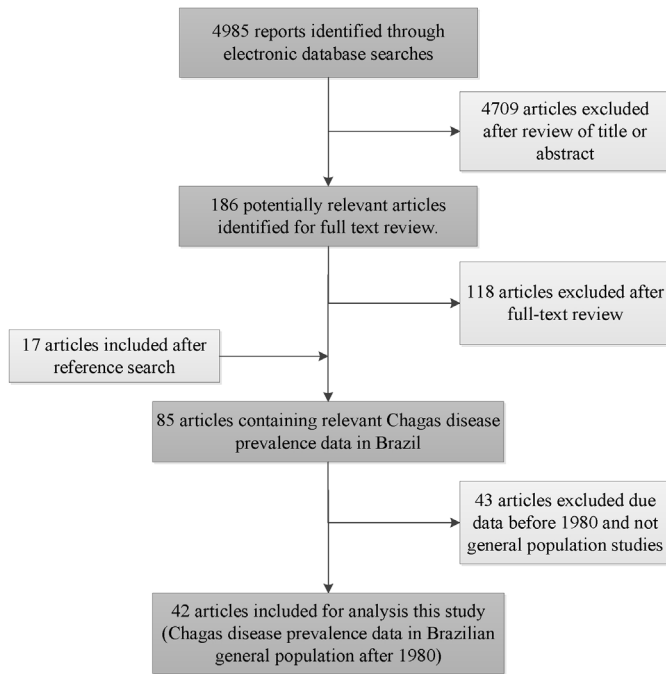 4985 reports identified through
electronic database searches
4709 articles excluded
after review of title or
abstract
186 potentially relevant articles
identified for full text review.
118 articles excluded after
full-text review
17 articles included after
reference search
85 articles containing relevant Chagas disease
prevalence data in Brazil
43 articles excluded due
data before 1980 and not
general population studies
42 articles included for analysis this study
(Chagas disease prevalence data in Brazilian
general population after 1980)